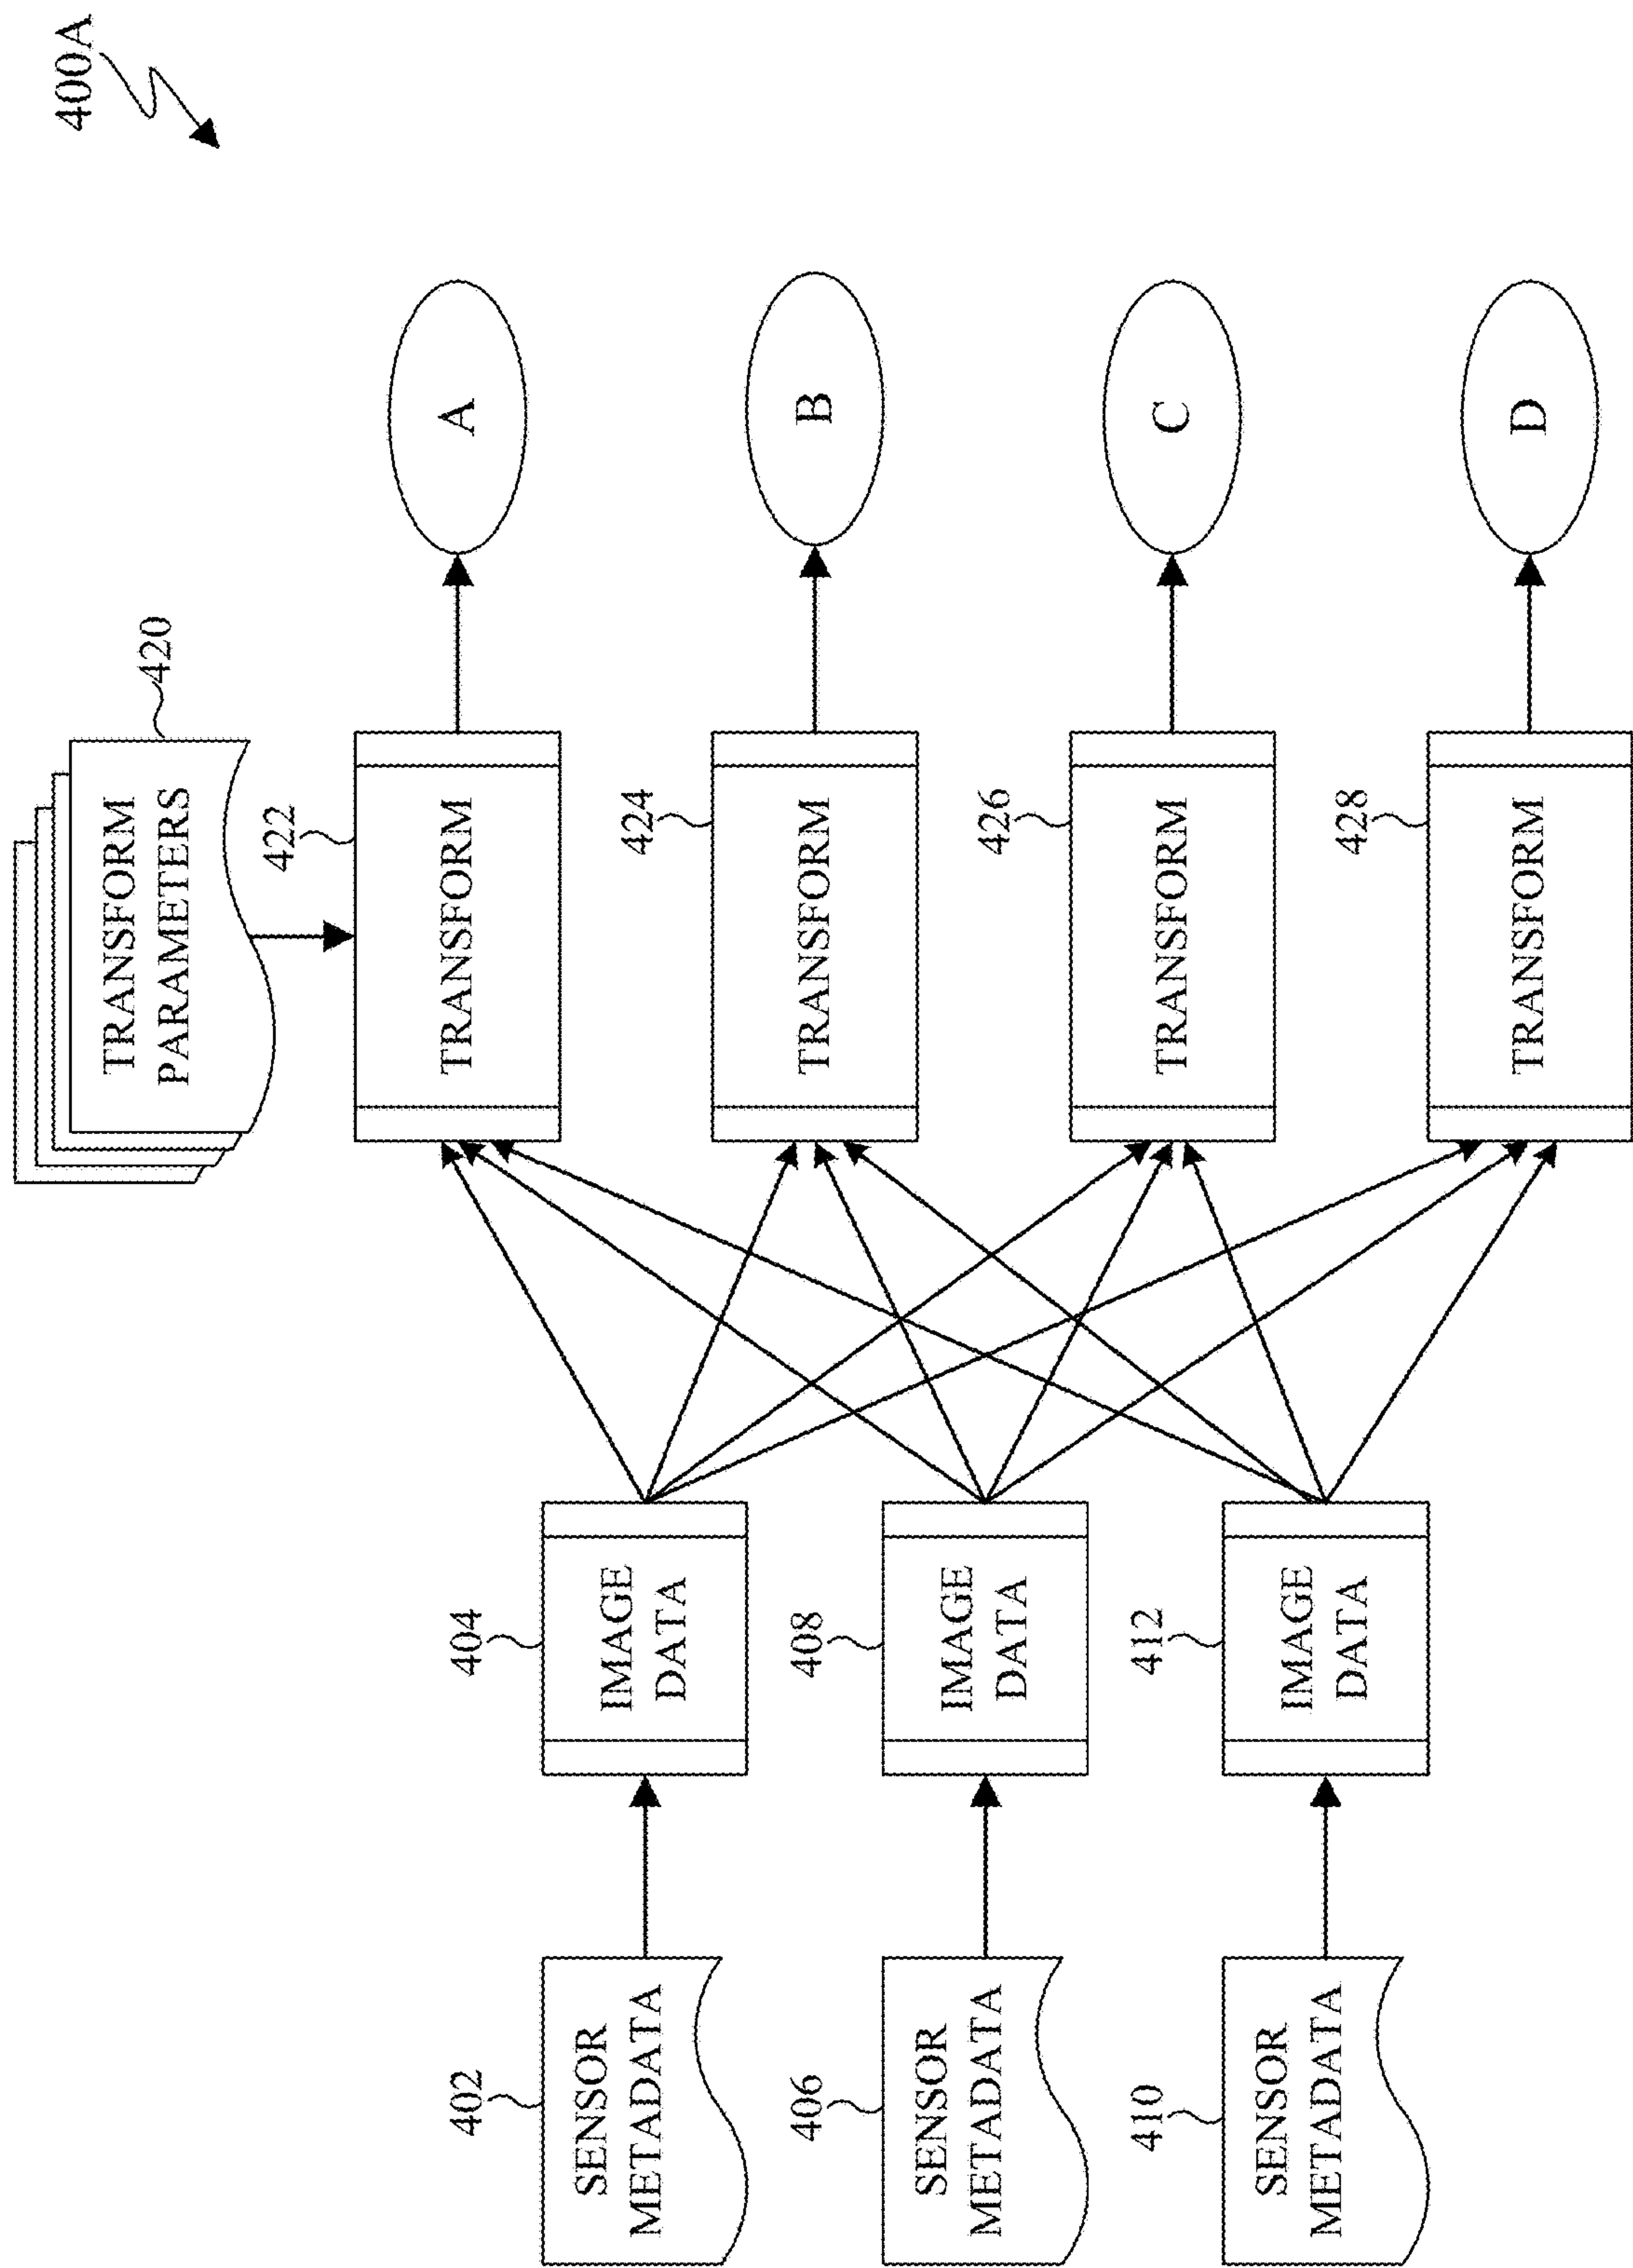 400A
TRANSFORM
PARAMETERS
420
402
SENSOR
METADATA
404
IMAGE
DATA
422
TRANSFORM
A
406
SENSOR
METADATA
408
IMAGE
DATA
424
TRANSFORM
B
410
SENSOR
METADATA
412
IMAGE
DATA
426
TRANSFORM
C
428
TRANSFORM
D